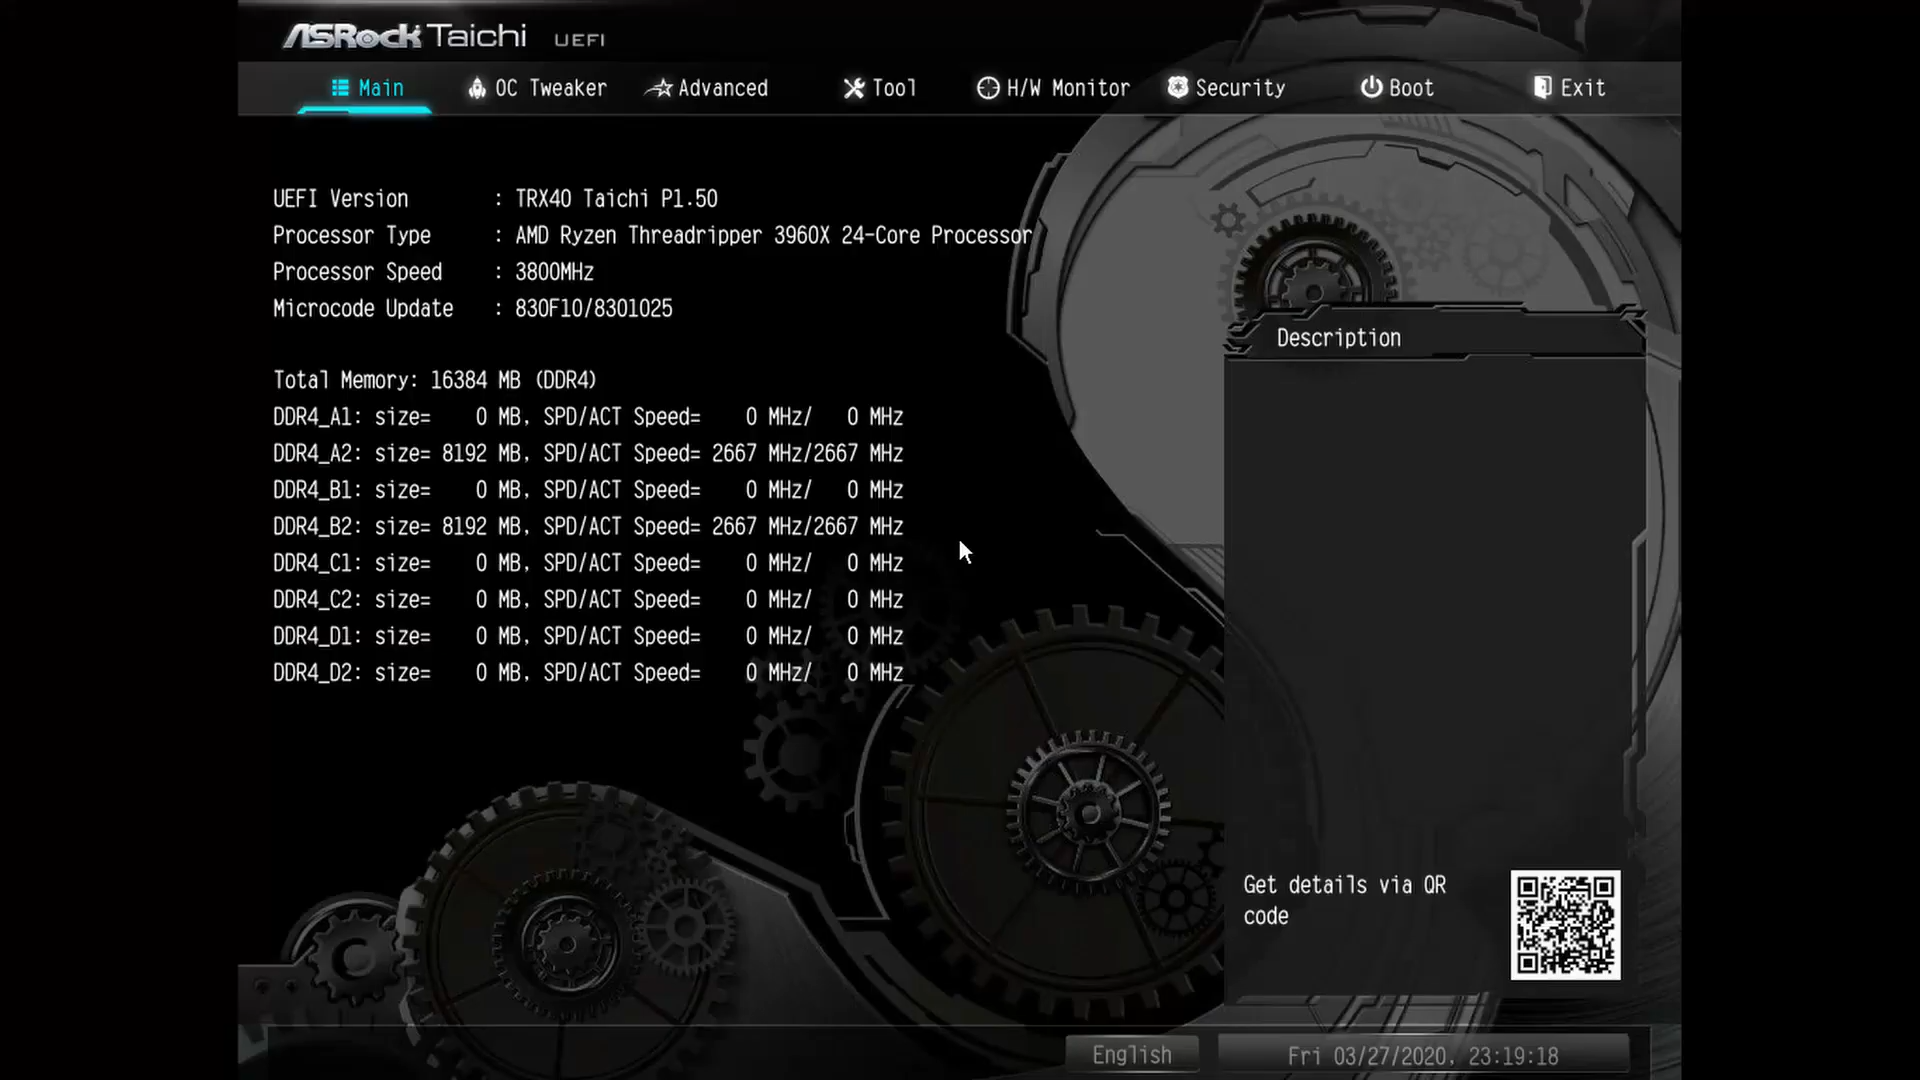 ASRock Taichi UEFI
Main OC Tweaker Advanced Tool H/W Monitor Security Boot Exit
UEFI Version : TRX40 Taichi P1.50
Processor Type : AMD Ryzen Threadripper 3960X 24-Core Processor
Processor Speed : 3800MHz
Microcode Update : 830F10/8301025
Total Memory: 16384 MB (DDR4)
DDR4_A1: size= 0 MB, SPD/ACT Speed= 0 MHz/ 0 MHz
DDR4_A2: size= 8192 MB, SPD/ACT Speed= 2667 MHz/2667 MHz
DDR4_B1: size= 0 MB, SPD/ACT Speed= 0 MHz/ 0 MHz
DDR4_B2: size= 8192 MB, SPD/ACT Speed= 2667 MHz/2667 MHz
DDR4_C1: size= 0 MB, SPD/ACT Speed= 0 MHz/ 0 MHz
DDR4_C2: size= 0 MB, SPD/ACT Speed= 0 MHz/ 0 MHz
DDR4_D1: size= 0 MB, SPD/ACT Speed= 0 MHz/ 0 MHz
DDR4_D2: size= 0 MB, SPD/ACT Speed= 0 MHz/ 0 MHz
Description
Get details via QR
code
English
Fri 03/27/2020, 23:19:18